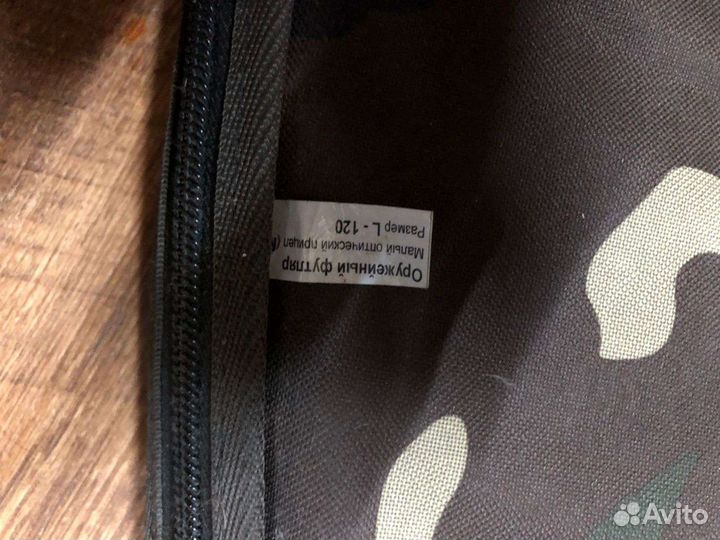 Оружейный футляр
Малый оптический прицел (
Размер L - 120
Avito